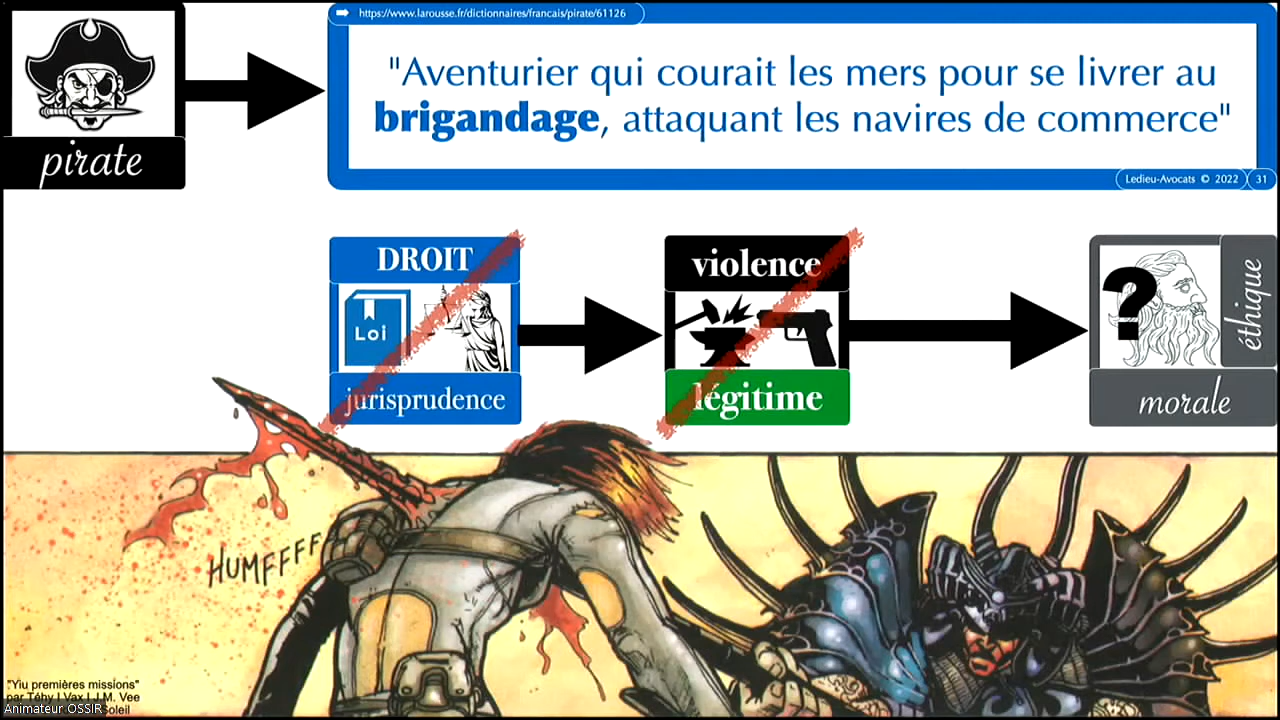 https://www.larousse.fr/dictionnaires/francais/pirate/61126
"Aventurier qui courait les mers pour se livrer au
brigandage, attaquant les navires de commerce"
pirate
Ledieu-Avocats © 2022 31
DROIT
Loi
jurisprudence
violence
légitime
?
éthique
morale
HUMFFFF
"Yiu premières missions"
par Téhy | Vax | J.M. Vee
Animateur OSSIR
Soleil